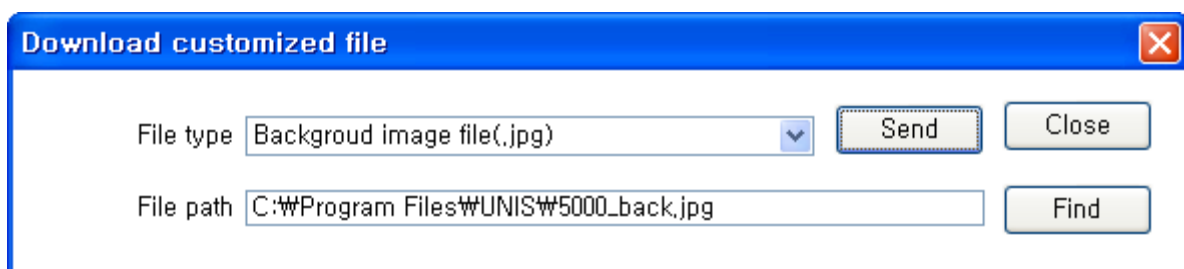 Download customized file
File type Backgroud image file(.jpg) Send Close
File path C:₩Program Files₩UNIS₩5000_back.jpg Find